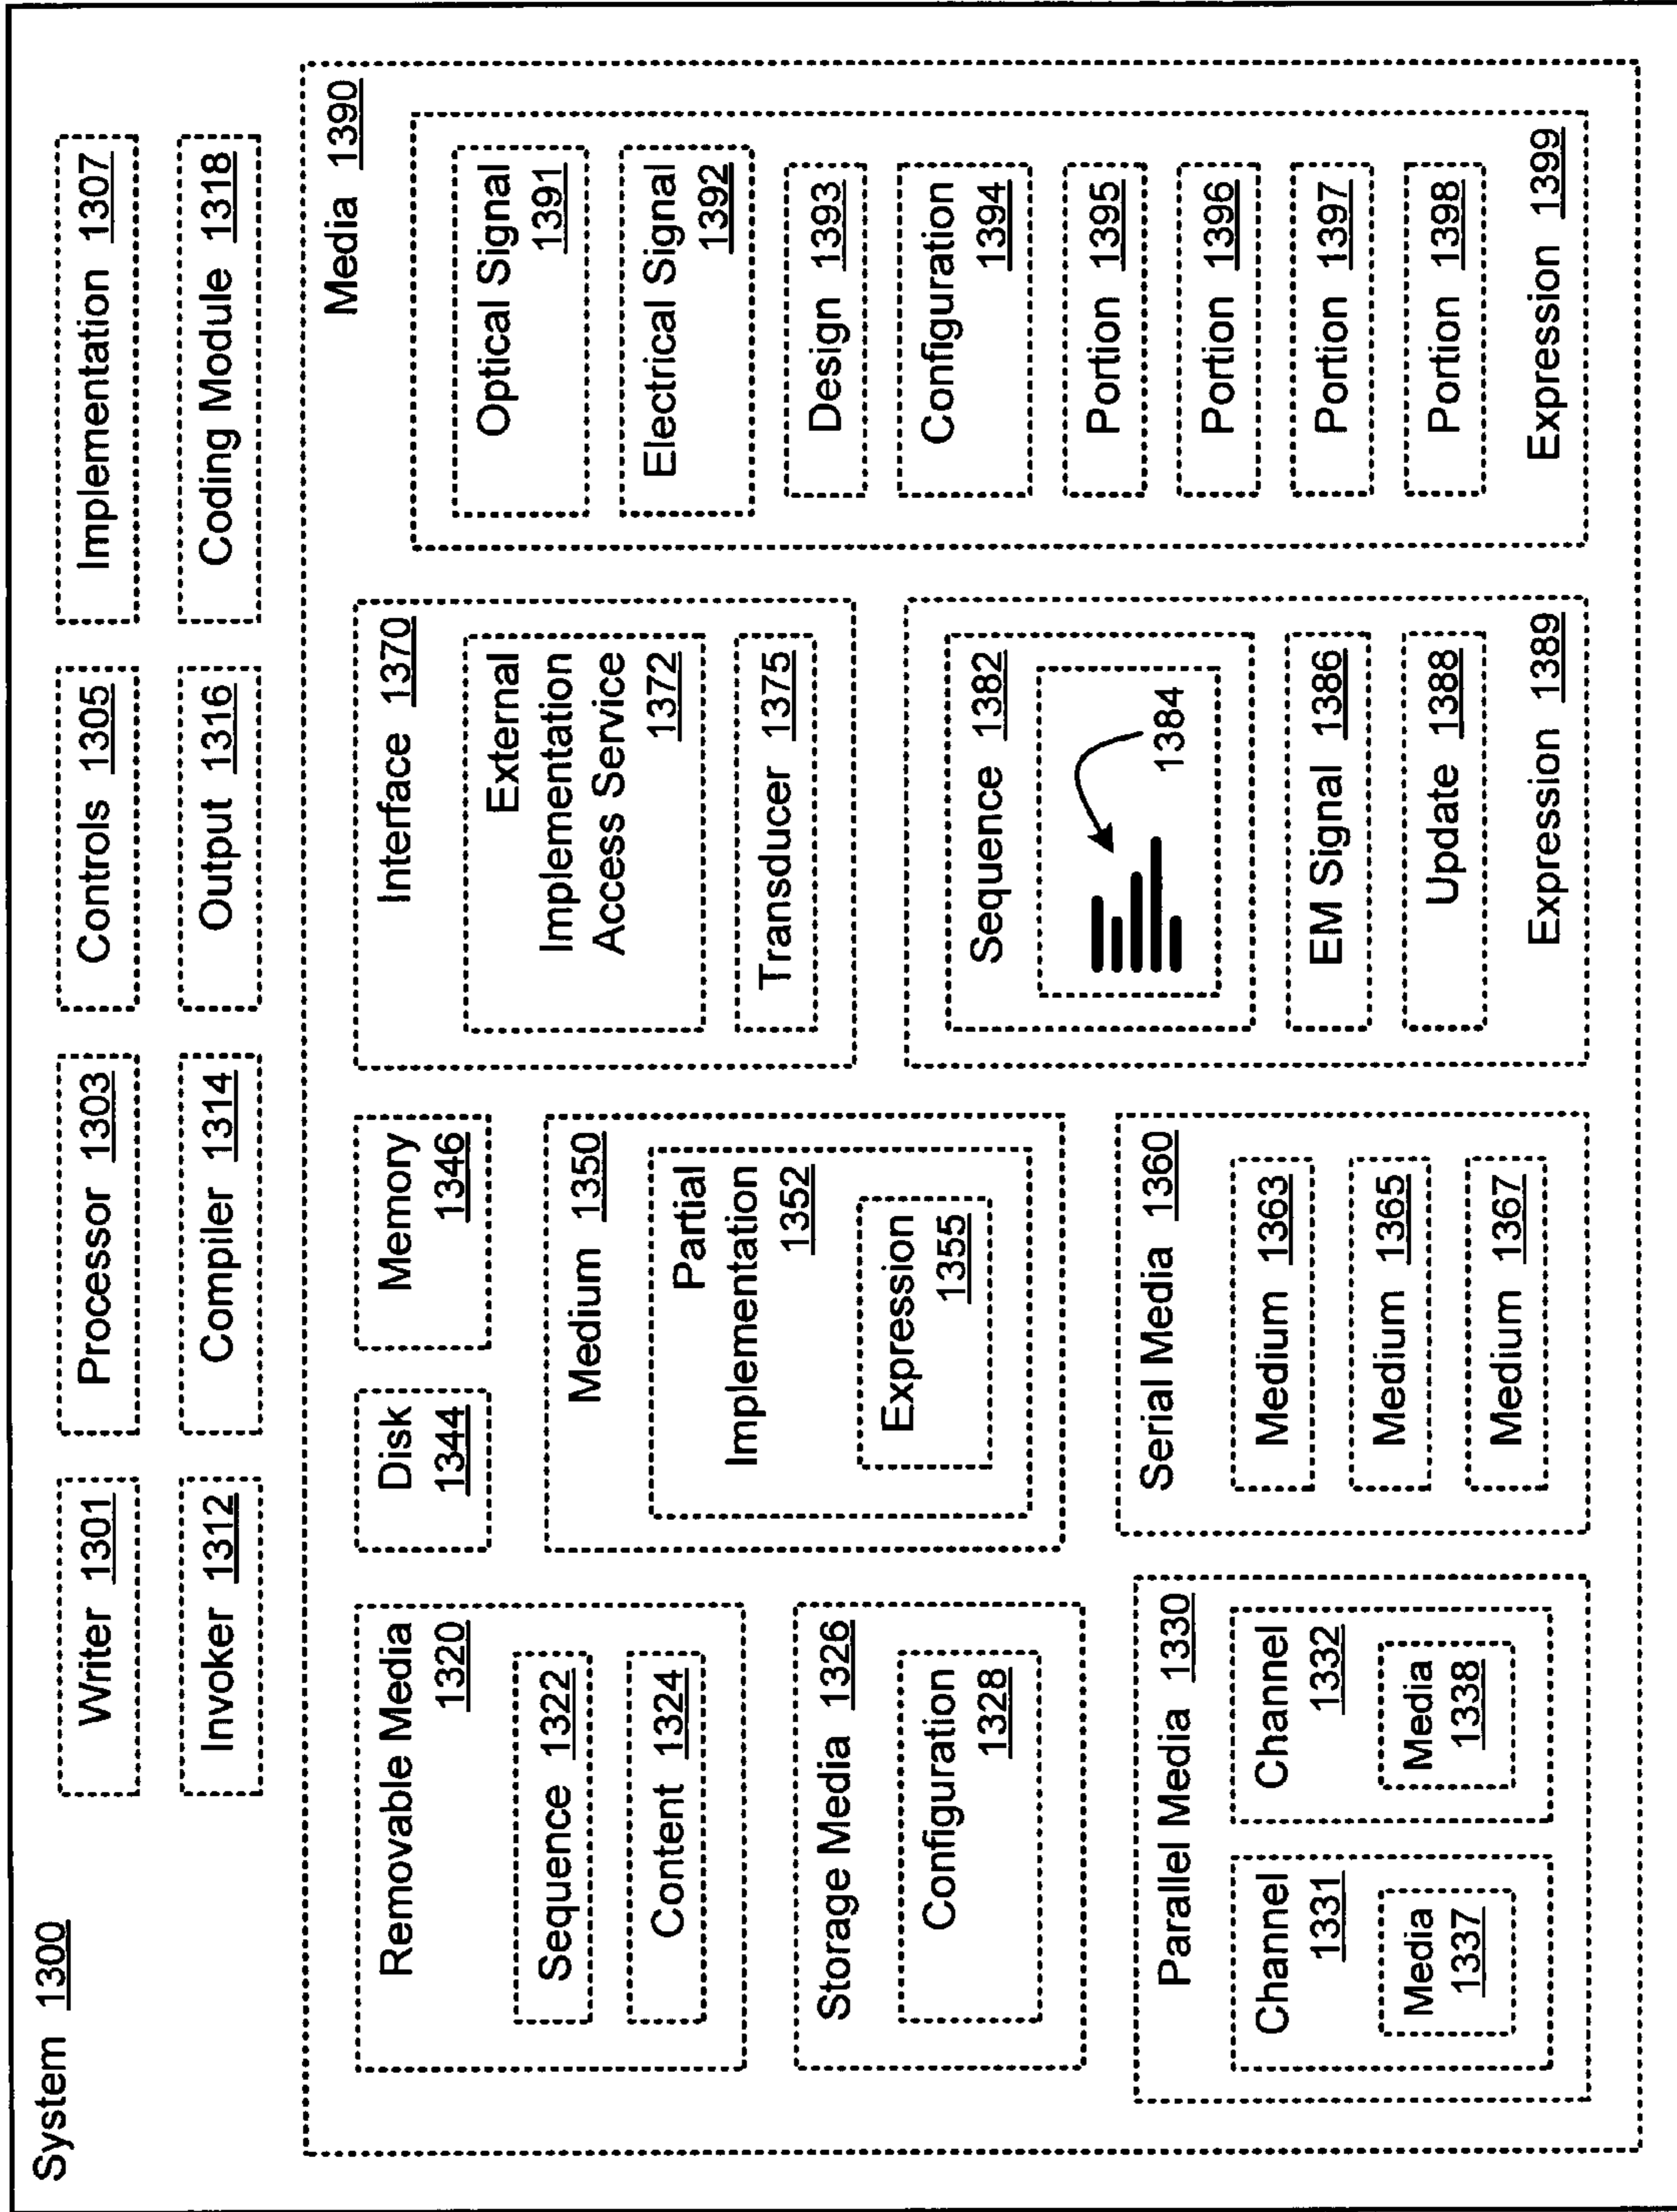 System 1300
Writer 1301
Processor 1303
Controls 1305
Implementation 1307
Invoker 1312
Compiler 1314
Output 1316
Coding Module 1318
Media 1390
Removable Media
1320
Sequence 1322
Content 1324
Storage Media 1326
Configuration
1328
Parallel Media 1330
Channel
1331
Media
1337
Channel
1332
Media
1338
Disk
1344
Memory
1346
Medium 1350
Partial
Implementation
1352
Expression
1355
Serial Media 1360
Medium 1363
Medium 1365
Medium 1367
Interface 1370
External
Implementation
Access Service
1372
Transducer 1375
Sequence 1382
1384
EM Signal 1386
Update 1388
Expression 1389
Optical Signal
1391
Electrical Signal
1392
Design 1393
Configuration
1394
Portion 1395
Portion 1396
Portion 1397
Portion 1398
Expression 1399